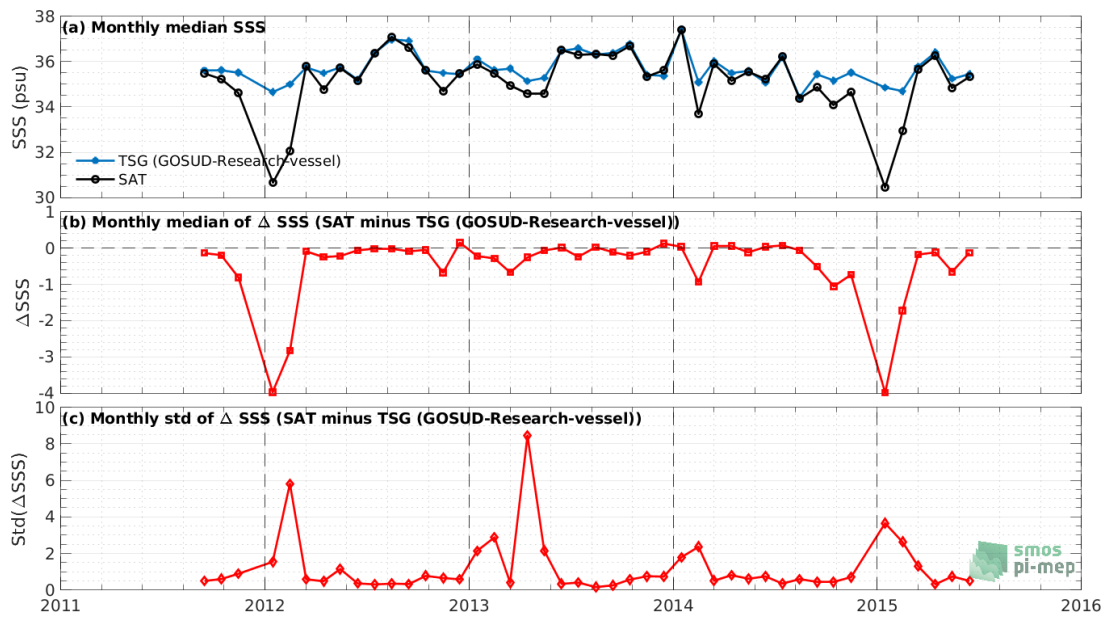 (a) Monthly median SSS
38
36
34
32
30
SSS (psu)
TSG (GOSUD-Research-vessel)
SAT
(b) Monthly median of Δ SSS (SAT minus TSG (GOSUD-Research-vessel))
1
0
-1
-2
-3
-4
ΔSSS
(c) Monthly std of Δ SSS (SAT minus TSG (GOSUD-Research-vessel))
10
8
6
4
2
0
Std(ΔSSS)
2011 2012 2013 2014 2015 2016
smos
pi-mep